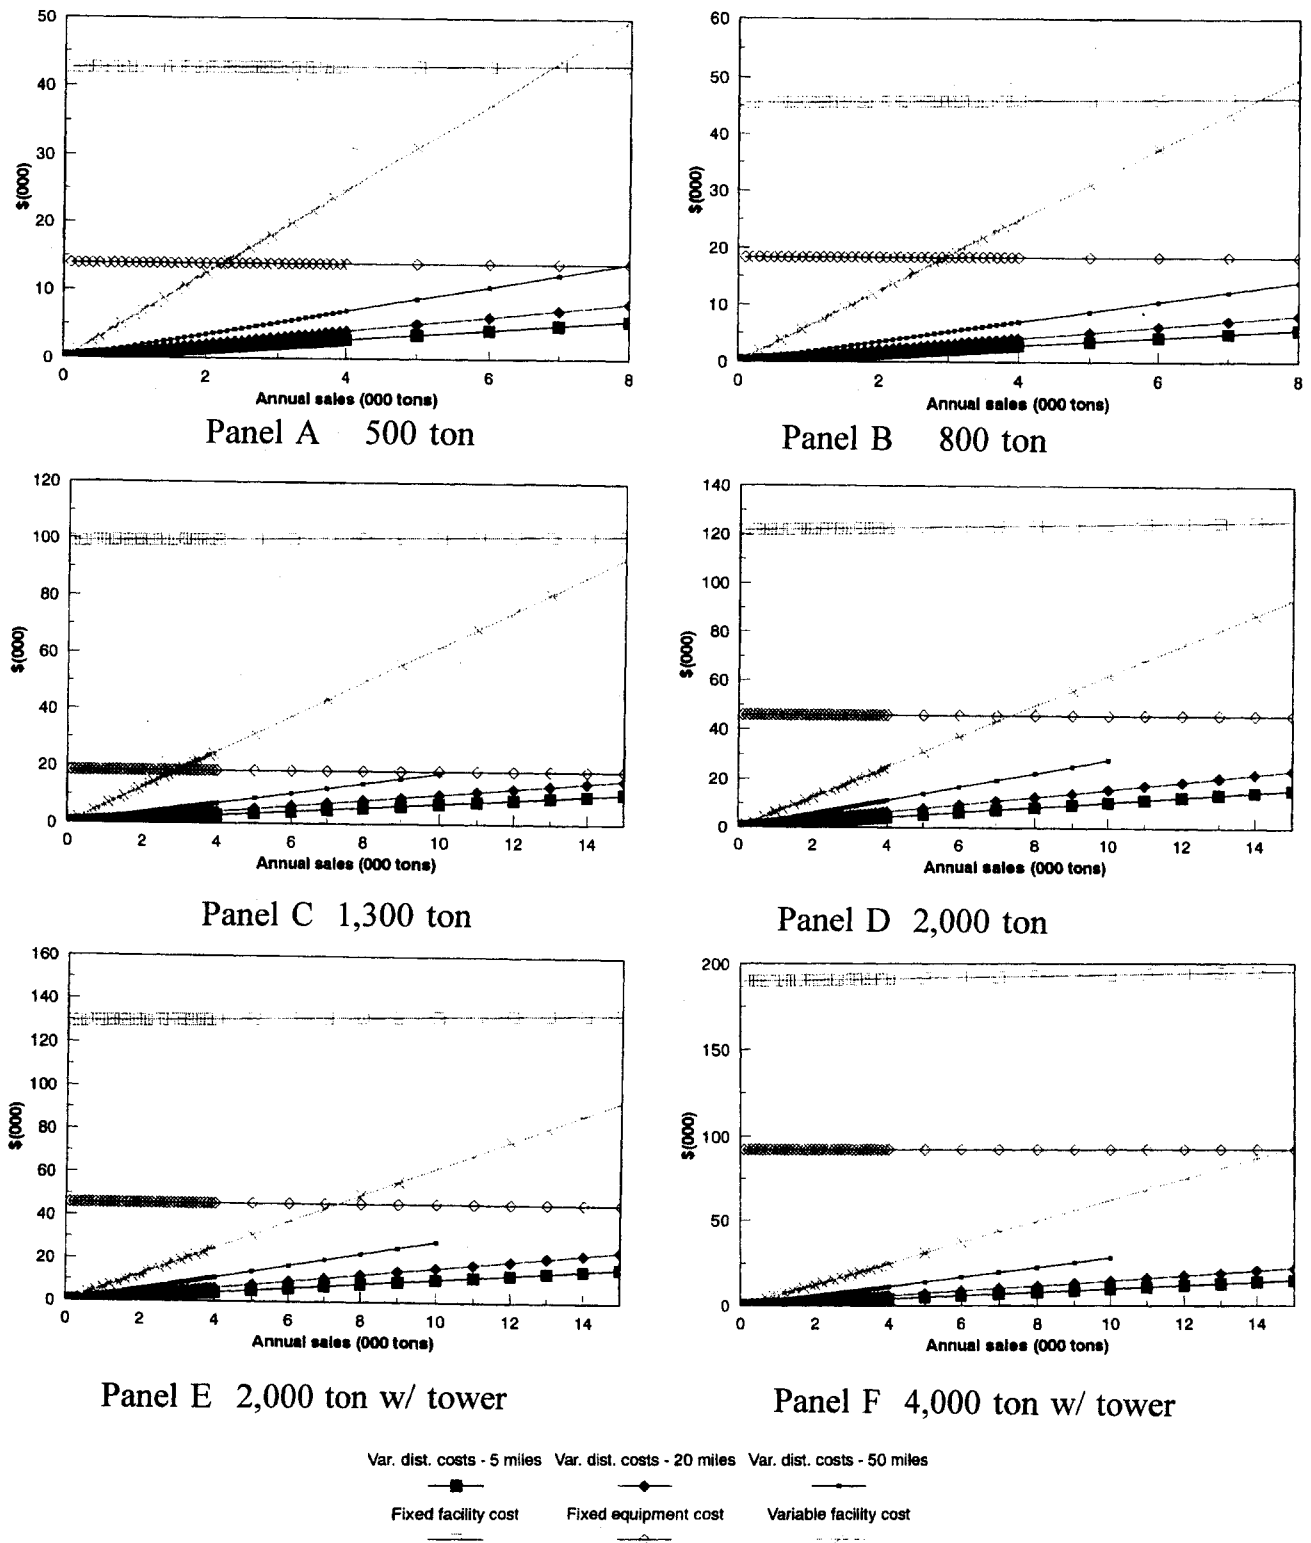 50
40
30
20
10
0
$(000)
0 2 4 6 8
Annual sales (000 tons)
Panel A 500 ton
60
50
40
30
20
10
0
$(000)
0 2 4 6 8
Annual sales (000 tons)
Panel B 800 ton
120
100
80
60
40
20
0
$(000)
0 2 4 6 8 10 12 14
Annual sales (000 tons)
Panel C 1,300 ton
140
120
100
80
60
40
20
0
$(000)
0 2 4 6 8 10 12 14
Annual sales (000 tons)
Panel D 2,000 ton
160
140
120
100
80
60
40
20
0
$(000)
0 2 4 6 8 10 12 14
Annual sales (000 tons)
Panel E 2,000 ton w/ tower
200
150
100
50
0
$(000)
0 2 4 6 8 10 12 14
Annual sales (000 tons)
Panel F 4,000 ton w/ tower
Var. dist. costs - 5 miles Var. dist. costs - 20 miles Var. dist. costs - 50 miles
Fixed facility cost Fixed equipment cost Variable facility cost